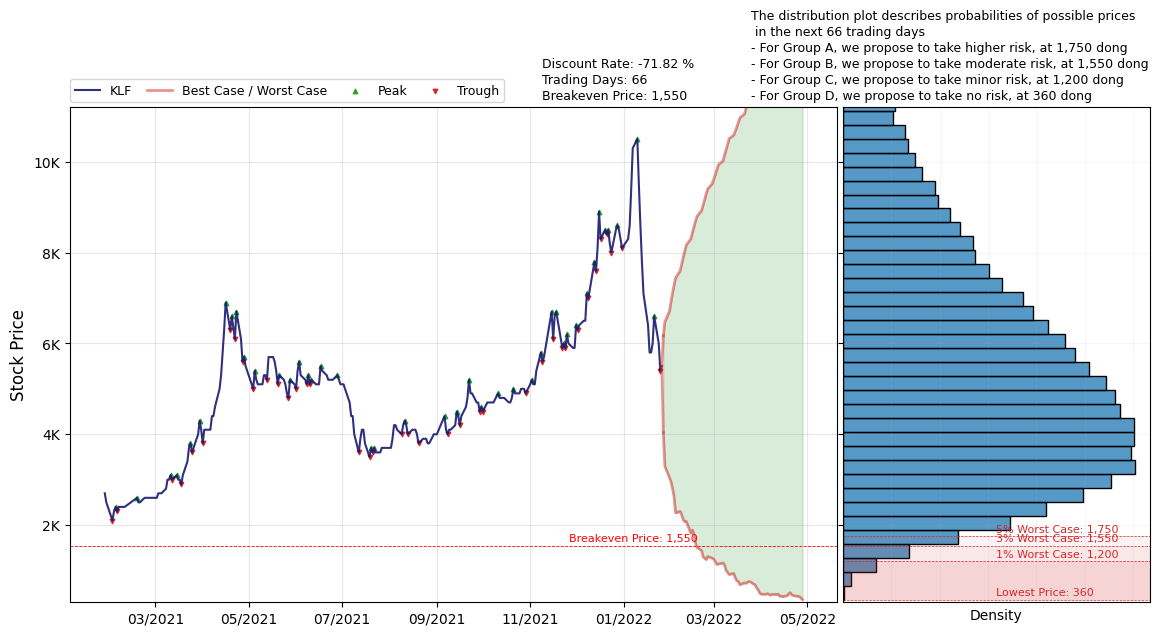 The distribution plot describes probabilities of possible prices
in the next 66 trading days
- For Group A, we propose to take higher risk, at 1,750 dong
- For Group B, we propose to take moderate risk, at 1,550 dong
- For Group C, we propose to take minor risk, at 1,200 dong
- For Group D, we propose to take no risk, at 360 dong
Discount Rate: -71.82 %
Trading Days: 66
Breakeven Price: 1,550
KLF
Best Case / Worst Case
Peak
Trough
Stock Price
10K
8K
6K
4K
2K
Breakeven Price: 1,550
03/2021
05/2021
07/2021
09/2021
11/2021
01/2022
03/2022
05/2022
5% Worst Case: 1,750
3% Worst Case: 1,550
1% Worst Case: 1,200
Lowest Price: 360
Density